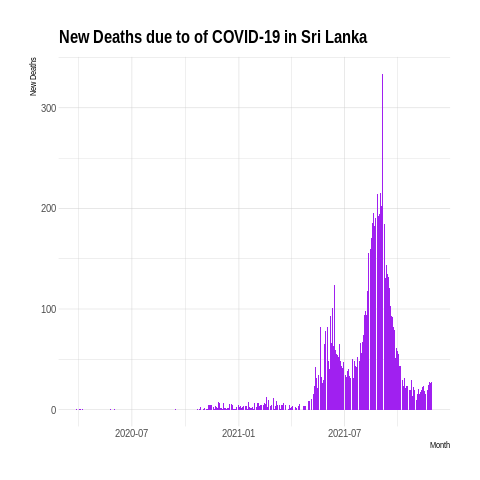 New Deaths due to of COVID-19 in Sri Lanka
New Deaths
300
200
100
0
2020-07
2021-01
2021-07
Month